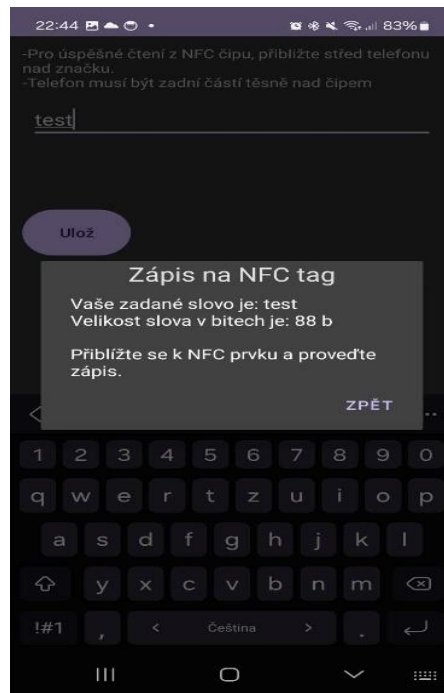 22:44 83%
-Pro úspěšné čtení z NFC čipu, přibližte střed telefonu
nad značku.
-Telefon musí být zadní částí těsně nad čipem
test
Ulož
Zápis na NFC tag
Vaše zadané slovo je: test
Velikost slova v bitech je: 88 b
Přiblížte se k NFC prvku a proveďte
zápis.
ZPĚT
1 2 3 4 5 6 7 8 9 0
q w e r t z u i o p
a s d f g h j k l
y x c v b n m
!#1 , < Čeština > .